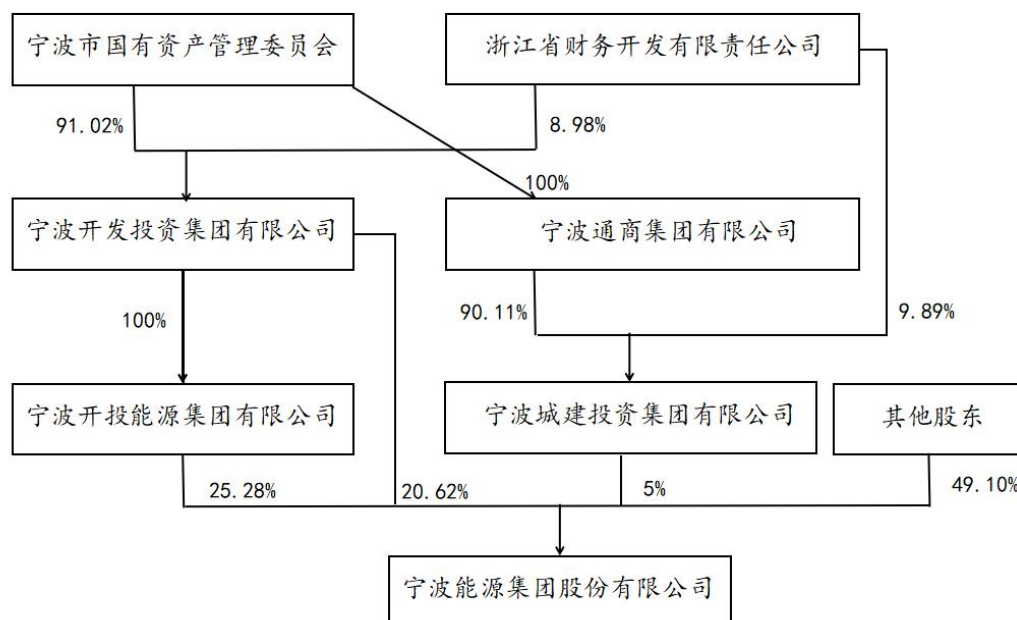 宁波市国有资产管理委员会
浙江省财务开发有限责任公司
91.02%
8.98%
100%
宁波开发投资集团有限公司
宁波通商集团有限公司
100%
90.11%
9.89%
宁波开投能源集团有限公司
宁波城建投资集团有限公司
其他股东
25.28%
20.62%
5%
49.10%
宁波能源集团股份有限公司